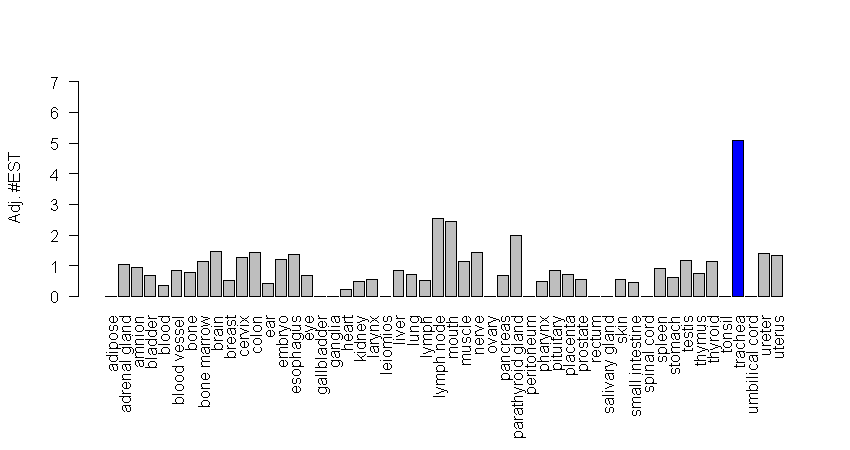 7
6
5
4
3
2
1
0
Adj. #EST
adipose
adrenal gland
amnion
bladder
blood
blood vessel
bone
bone marrow
brain
breast
cervix
colon
ear
embryo
esophagus
eye
gallbladder
ganglia
heart
kidney
larynx
leiomios
liver
lung
lymph
lymph node
mouth
muscle
nerve
ovary
pancreas
parathyroid gland
peritoneum
pharynx
pituitary
placenta
prostate
rectum
salivary gland
skin
small intestine
spinal cord
spleen
stomach
testis
thymus
thyroid
tonsil
trachea
umbilical cord
ureter
uterus